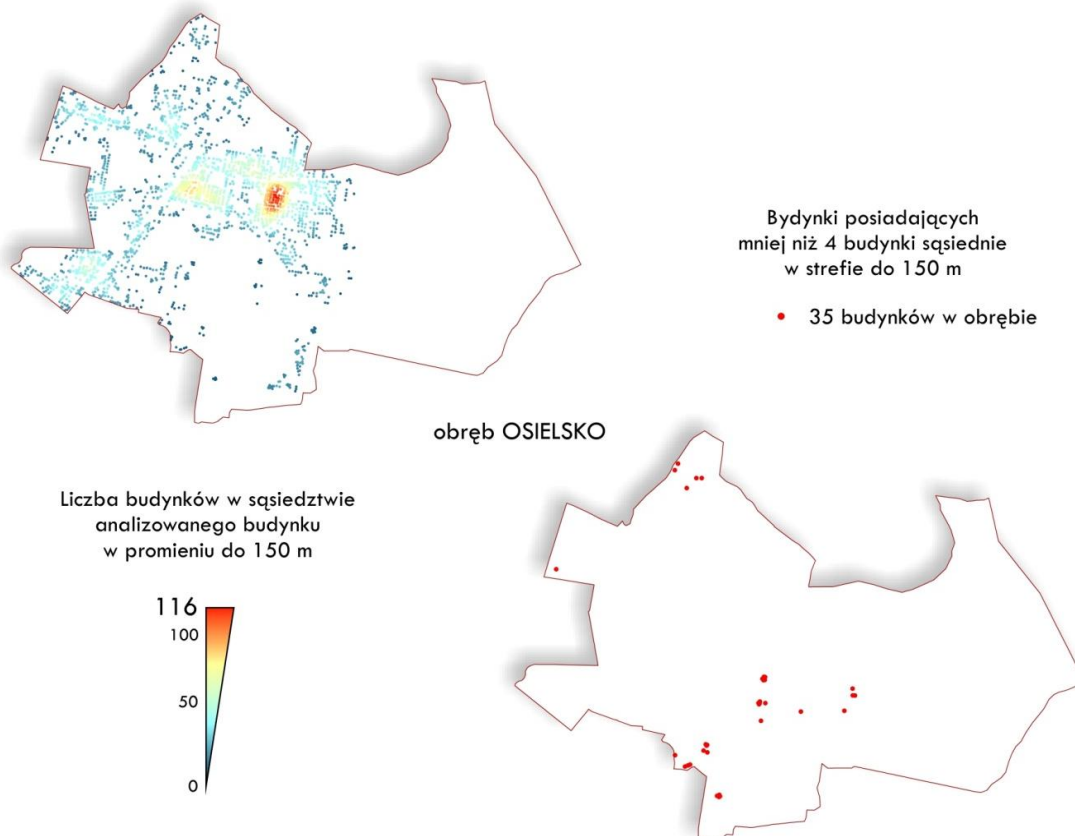 Bydynki posiadających
mniej niż 4 budynki sąsiednie
w strefie do 150 m
35 budynków w obrębie
obręb OSIELSKO
Liczba budynków w sąsiedztwie
analizowanego budynku
w promieniu do 150 m
116
100
50
0